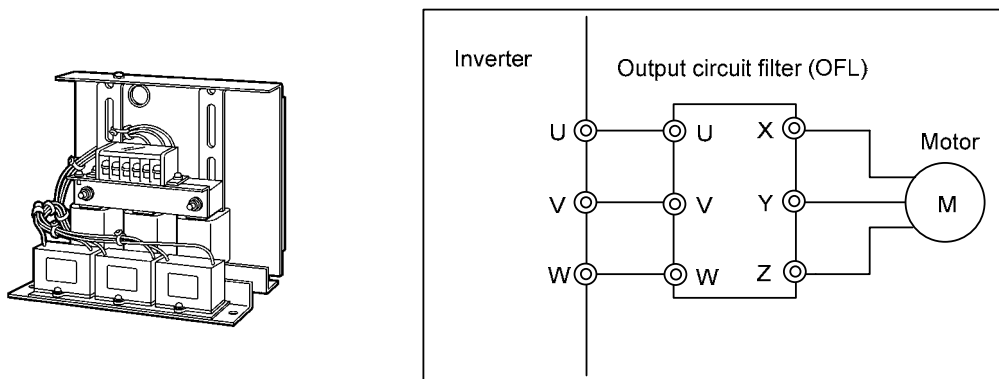 Inverter
Output circuit filter (OFL)
U U X
Motor
V V Y M
W W Z